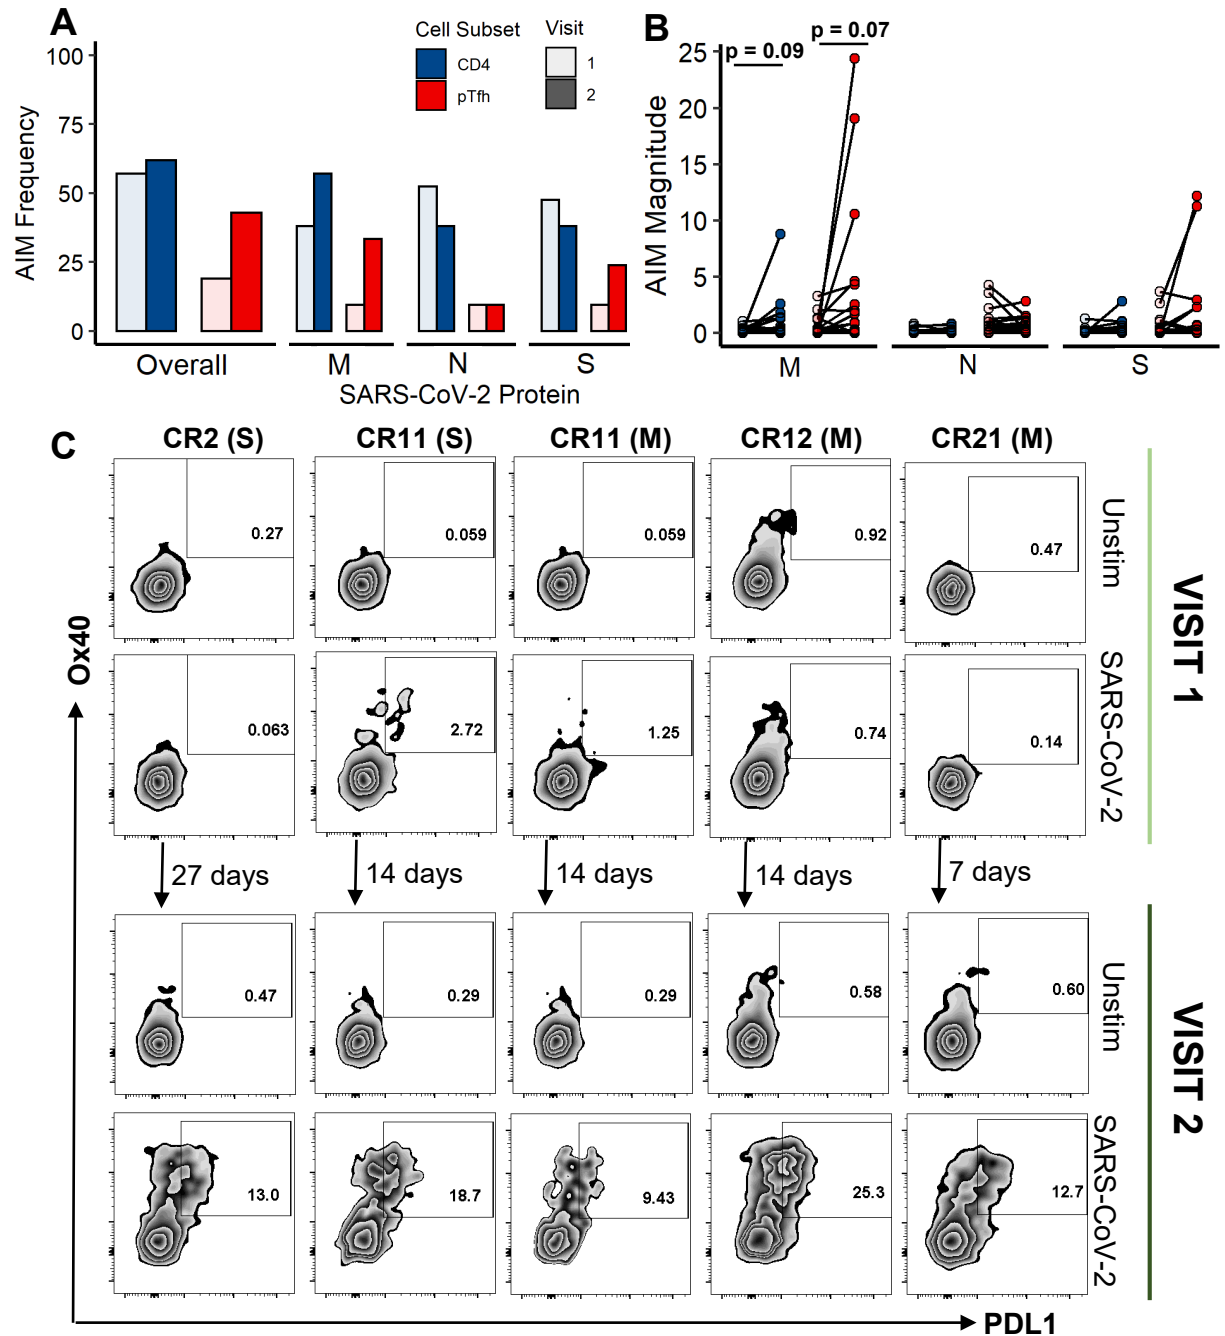 A
Cell Subset
CD4
pTfh
Visit
1
2
AIM Frequency
100
75
50
25
0
Overall
M
N
S
SARS-CoV-2 Protein
B
p = 0.09
p = 0.07
AIM Magnitude
25
20
15
10
5
0
M
N
S
C
CR2 (S)
CR11 (S)
CR11 (M)
CR12 (M)
CR21 (M)
0.27
0.059
0.059
0.92
0.47
Unstim
0.063
2.72
1.25
0.74
0.14
SARS-CoV-2
VISIT 1
27 days
14 days
14 days
14 days
7 days
0.47
0.29
0.29
0.58
0.60
Unstim
13.0
18.7
9.43
25.3
12.7
SARS-CoV-2
VISIT 2
Ox40
PDL1